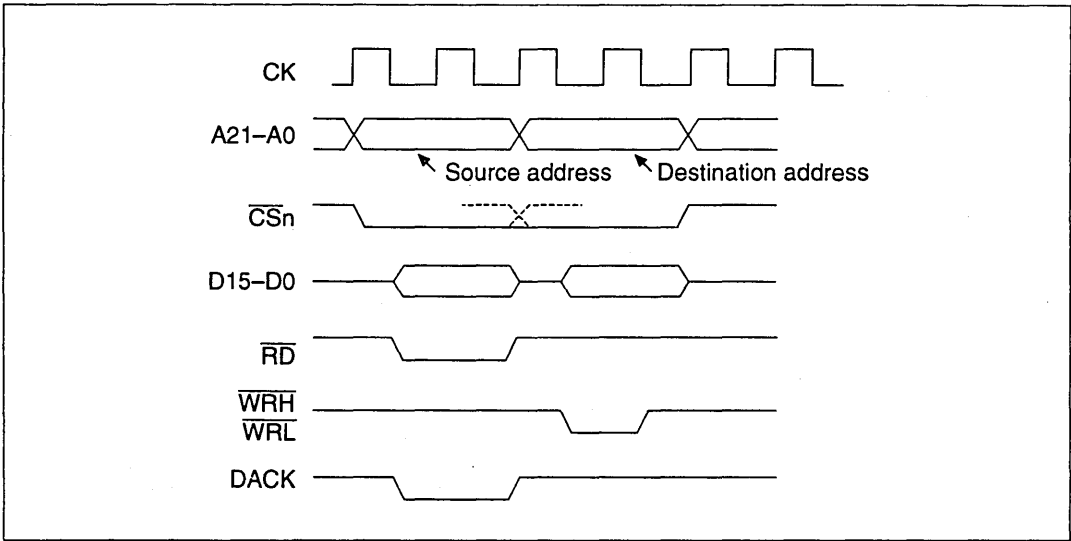 CK
A21–A0
Source address
Destination address
CSn
D15–D0
RD
WRH
WRL
DACK